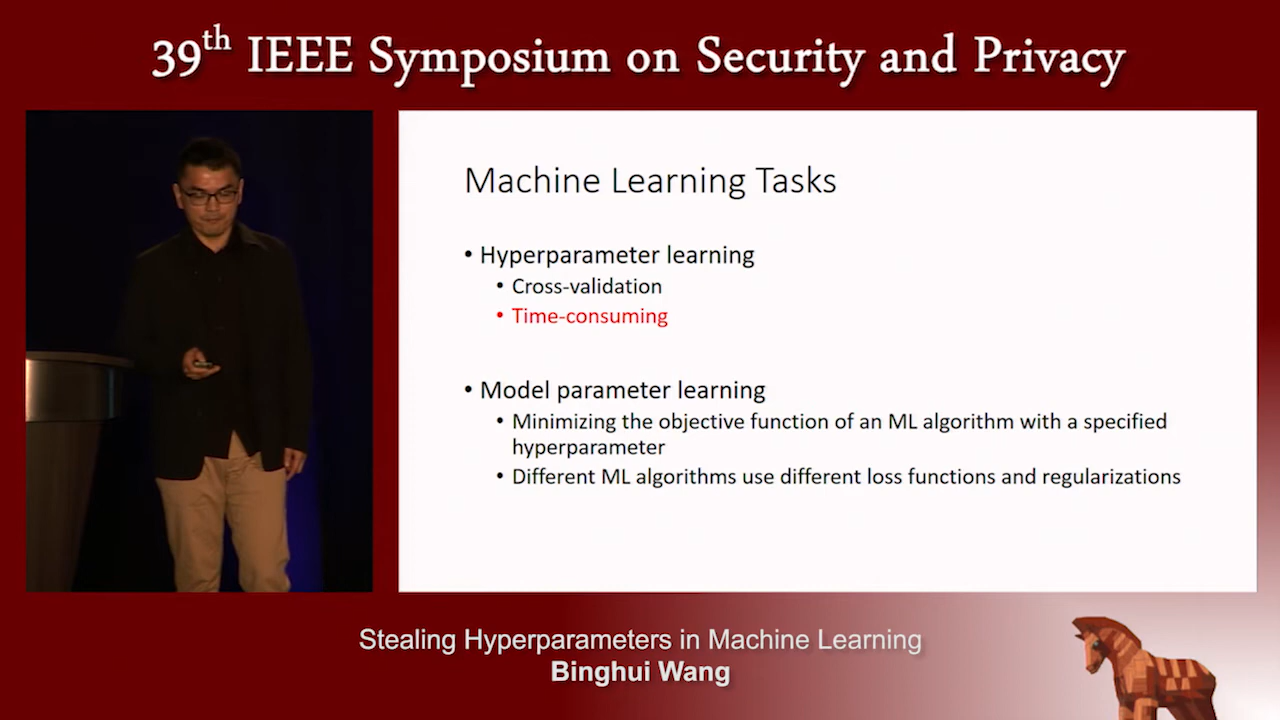 39th IEEE Symposium on Security and Privacy
Machine Learning Tasks
• Hyperparameter learning
• Cross-validation
• Time-consuming
• Model parameter learning
• Minimizing the objective function of an ML algorithm with a specified
hyperparameter
• Different ML algorithms use different loss functions and regularizations
Stealing Hyperparameters in Machine Learning
Binghui Wang